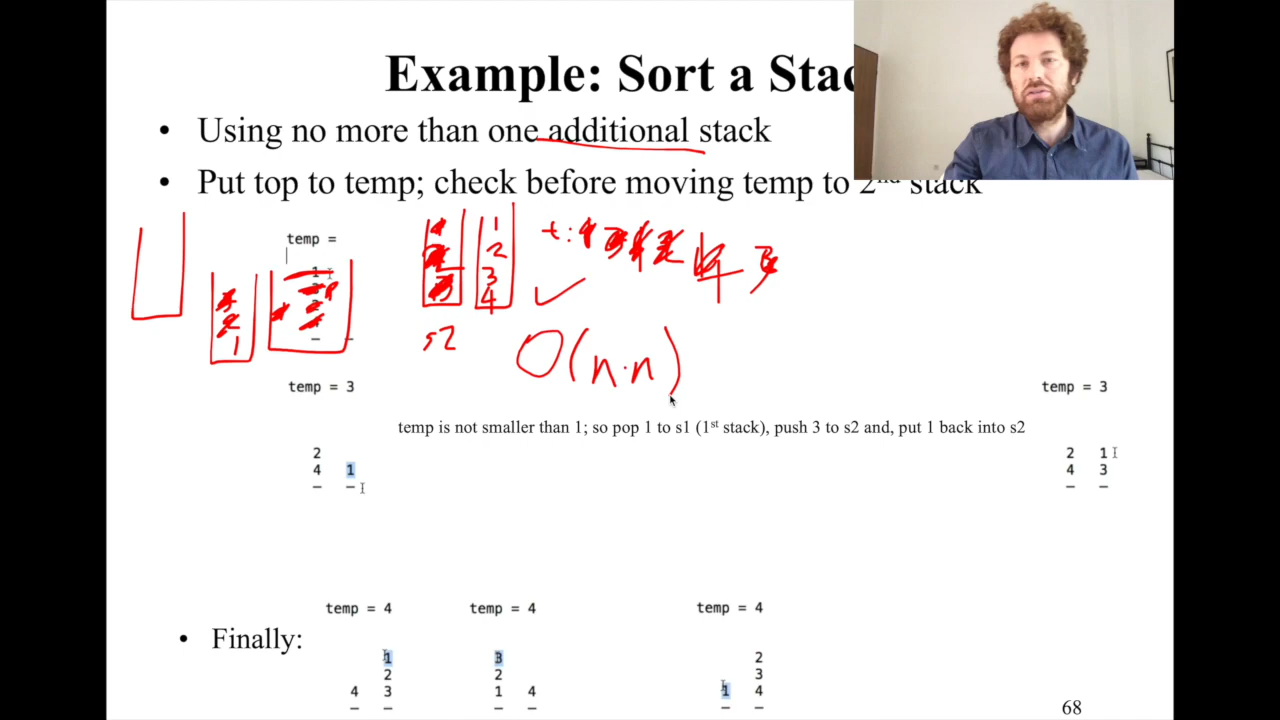 Example: Sort a Stac
• Using no more than one additional stack
• Put top to temp; check before moving temp to 2nd stack
temp =
1
1
1
2
3
4
t:
s2
O(n·n)
temp = 3
temp = 3
temp is not smaller than 1; so pop 1 to s1 (1st stack), push 3 to s2 and, put 1 back into s2
2
4 1
– –
2 1
4 3
– –
temp = 4 temp = 4 temp = 4
• Finally:
1
2
4 3
– –
3
2
1 4
– –
2
3
1 4
– –
68